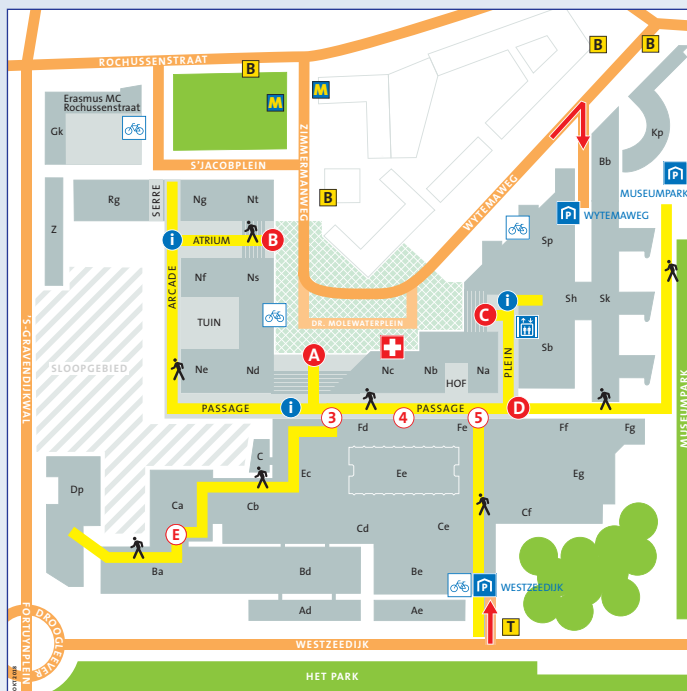 ROCHUSSENSTRAAT
B
B
B
Erasmus MC
Rochussenstraat
Gk
M
M
ZIMMERMANWEG
S'JACOBPLEIN
Kp
Bb
P
MUSEUMPARK
WYTEMAWEG
P
WYTEMAWEG
Z
Rg
SERRE
Ng
Nt
B
i
ATRIUM
B
Sp
ARCADE
Nf
Ns
TUIN
DR. MOLEWATERPLEIN
C
i
Sh
Sk
PLEIN
Sb
SLOOPGEBIED
'S-GRAVENDIJKWAL
A
Ne
Nd
Nc
Nb
HOF
Na
MUSEUMPARK
PASSAGE
i
3
4
PASSAGE
5
D
Fd
Fe
Ff
Fg
C
Dp
Ec
Ee
Eg
Ca
Cb
Cd
Ce
Cf
E
Ba
Bd
Be
P
WESTZEEDIJK
Ad
Ae
T
DROOGLEEVER
FORTUYNPLEIN
WESTZEEDIJK
HET PARK